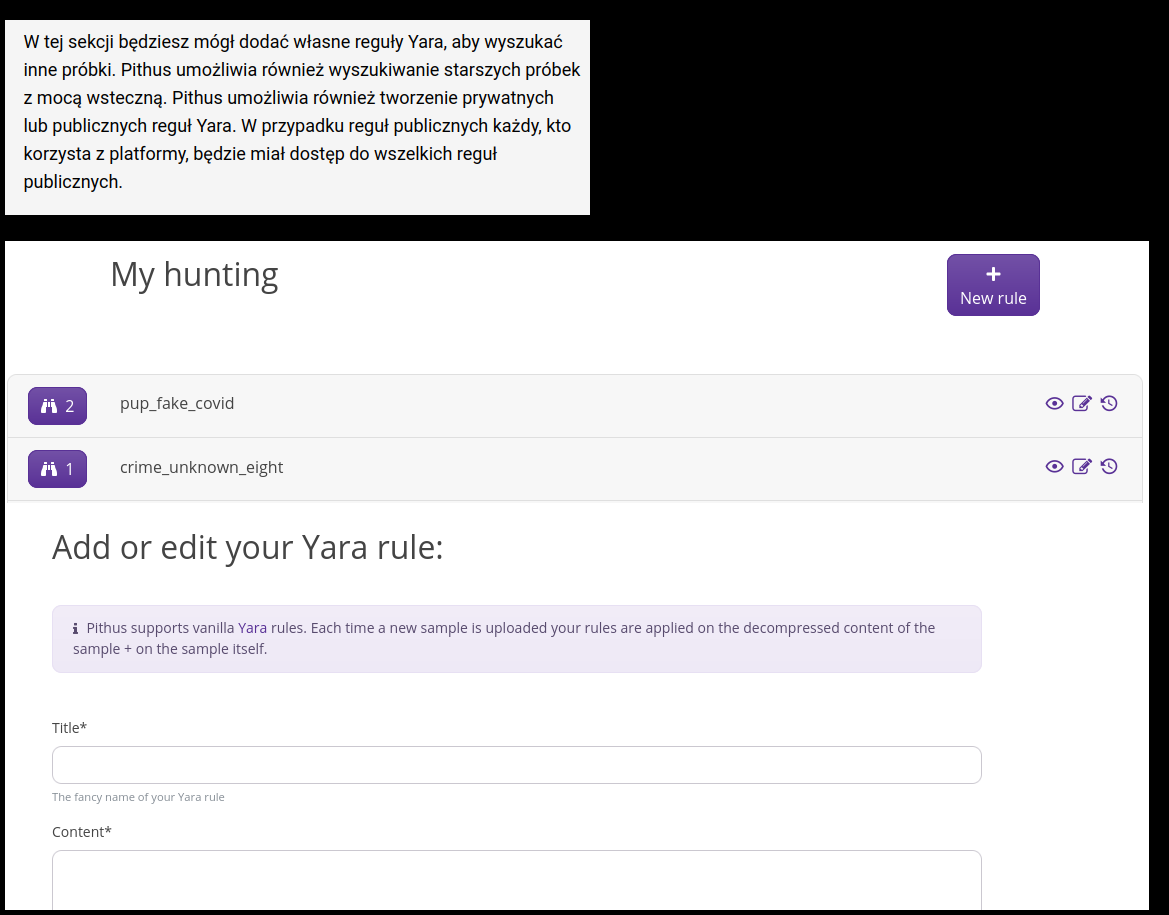 W tej sekcji będziesz mógł dodać własne reguły Yara, aby wyszukać
inne próbki. Pithus umożliwia również wyszukiwanie starszych próbek
z mocą wsteczną. Pithus umożliwia również tworzenie prywatnych
lub publicznych reguł Yara. W przypadku reguł publicznych każdy, kto
korzysta z platformy, będzie miał dostęp do wszelkich reguł
publicznych.
My hunting
New rule
2 pup_fake_covid
1 crime_unknown_eight
Add or edit your Yara rule:
Pithus supports vanilla Yara rules. Each time a new sample is uploaded your rules are applied on the decompressed content of the
sample + on the sample itself.
Title*
The fancy name of your Yara rule
Content*